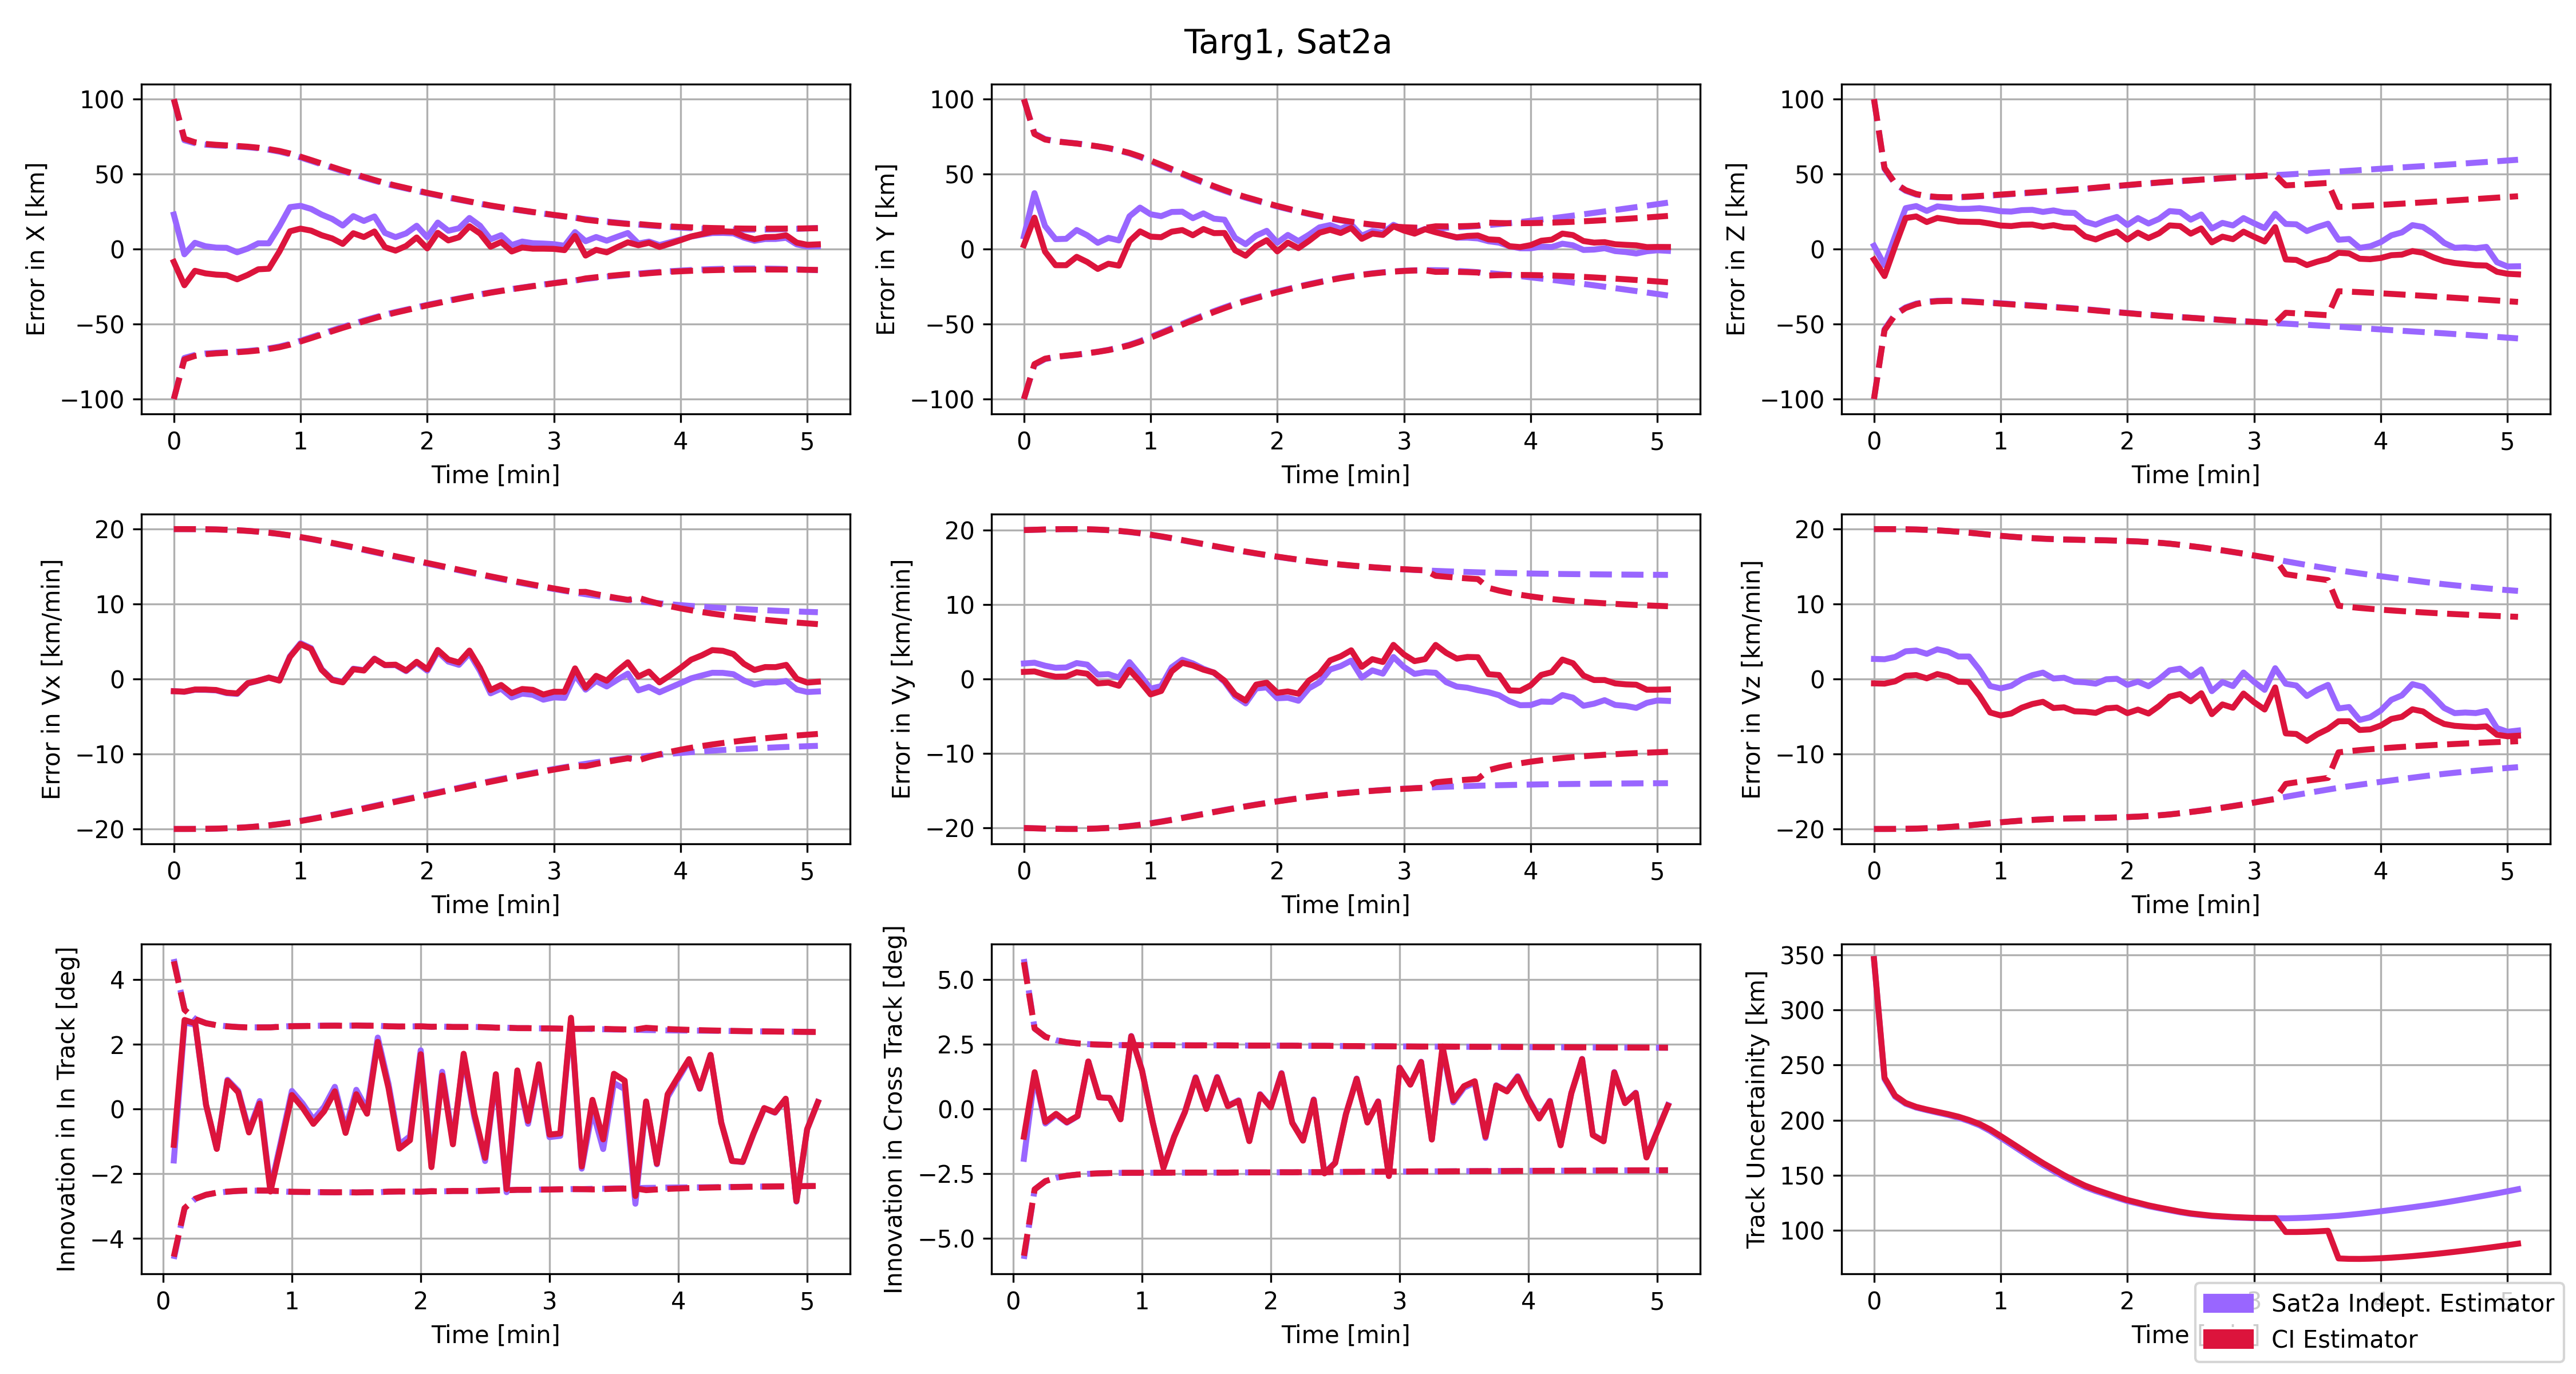 Targ1, Sat2a
Error in X [km]
100
50
0
−50
−100
0 1 2 3 4 5
Time [min]
Error in Y [km]
100
50
0
−50
−100
0 1 2 3 4 5
Time [min]
Error in Z [km]
100
50
0
−50
−100
0 1 2 3 4 5
Time [min]
Error in Vx [km/min]
20
10
0
−10
−20
0 1 2 3 4 5
Time [min]
Error in Vy [km/min]
20
10
0
−10
−20
0 1 2 3 4 5
Time [min]
Error in Vz [km/min]
20
10
0
−10
−20
0 1 2 3 4 5
Time [min]
Innovation in In Track [deg]
4
2
0
−2
−4
0 1 2 3 4 5
Time [min]
Innovation in Cross Track [deg]
5.0
2.5
0.0
−2.5
−5.0
0 1 2 3 4 5
Time [min]
Track Uncertainity [km]
350
300
250
200
150
100
0 1 2
Time
Sat2a Indept. Estimator
CI Estimator